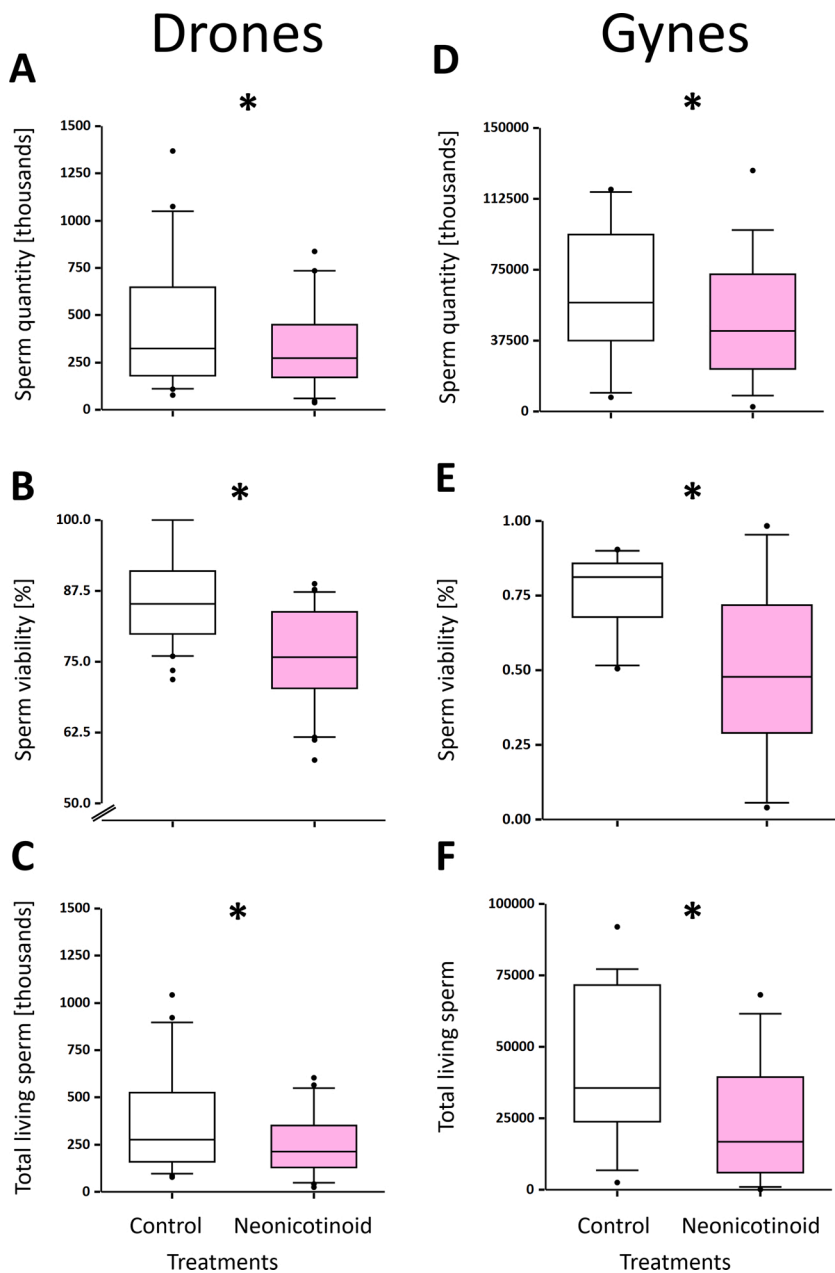 Drones
Gynes
A
*
Sperm quantity [thousands]
1500
1250
1000
750
500
250
0
D
*
Sperm quantity [thousands]
150000
112500
75000
37500
0
B
*
Sperm viability [%]
100.0
87.5
75.0
62.5
50.0
E
*
Sperm viability [%]
1.00
0.75
0.50
0.25
0.00
C
*
Total living sperm [thousands]
1500
1250
1000
750
500
250
0
Control
Neonicotinoid
Treatments
F
*
Total living sperm
100000
75000
50000
25000
0
Control
Neonicotinoid
Treatments